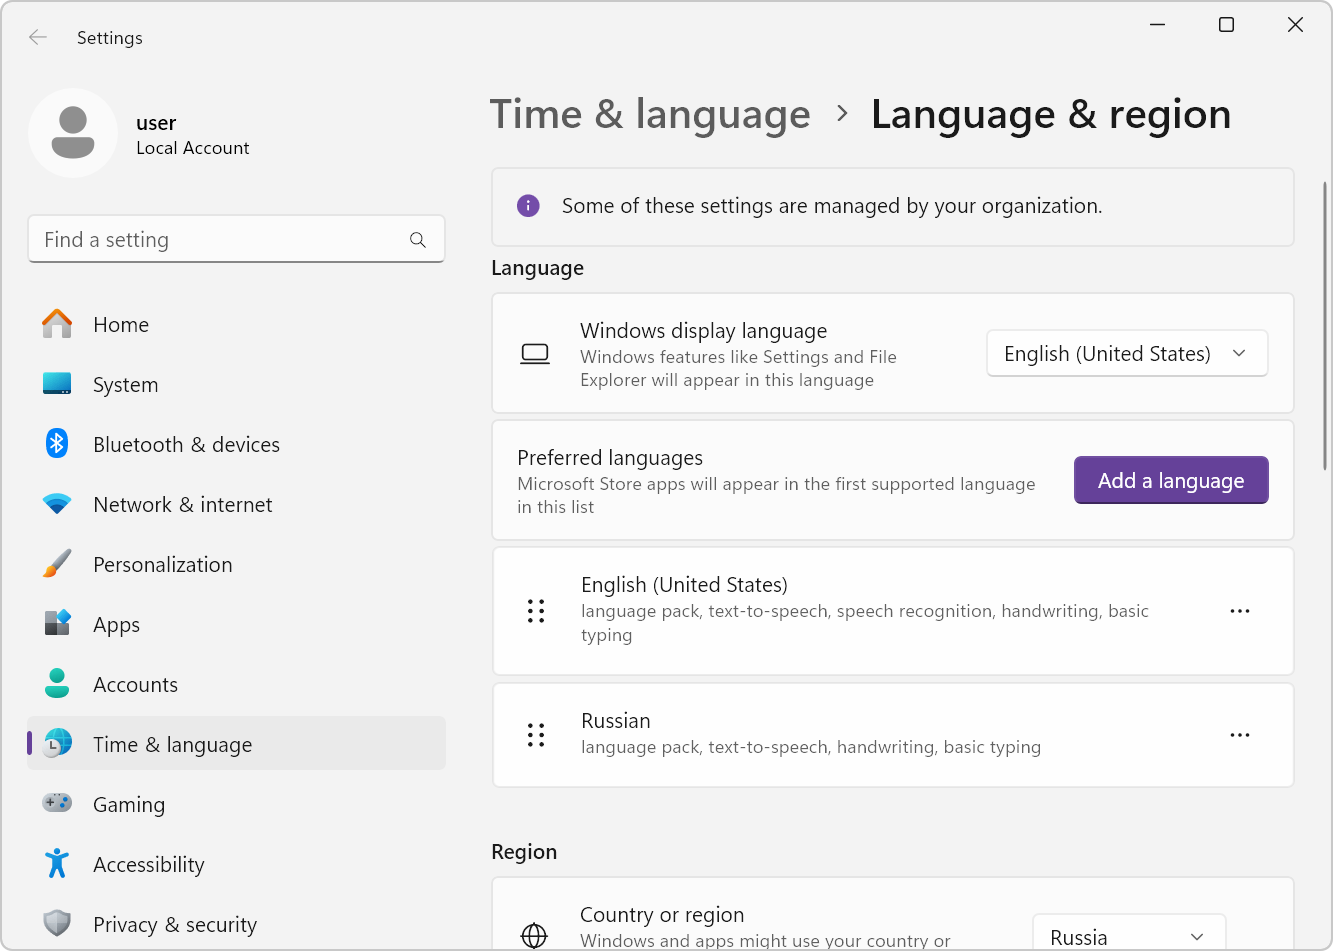 Settings
user
Local Account
Find a setting
Home
System
Bluetooth & devices
Network & internet
Personalization
Apps
Accounts
Time & language
Gaming
Accessibility
Privacy & security
Time & language > Language & region
Some of these settings are managed by your organization.
Language
Windows display language
Windows features like Settings and File
Explorer will appear in this language
English (United States)
Preferred languages
Microsoft Store apps will appear in the first supported language
in this list
Add a language
English (United States)
language pack, text-to-speech, speech recognition, handwriting, basic
typing
Russian
language pack, text-to-speech, handwriting, basic typing
Region
Country or region
Windows and apps might use your country or
Russia